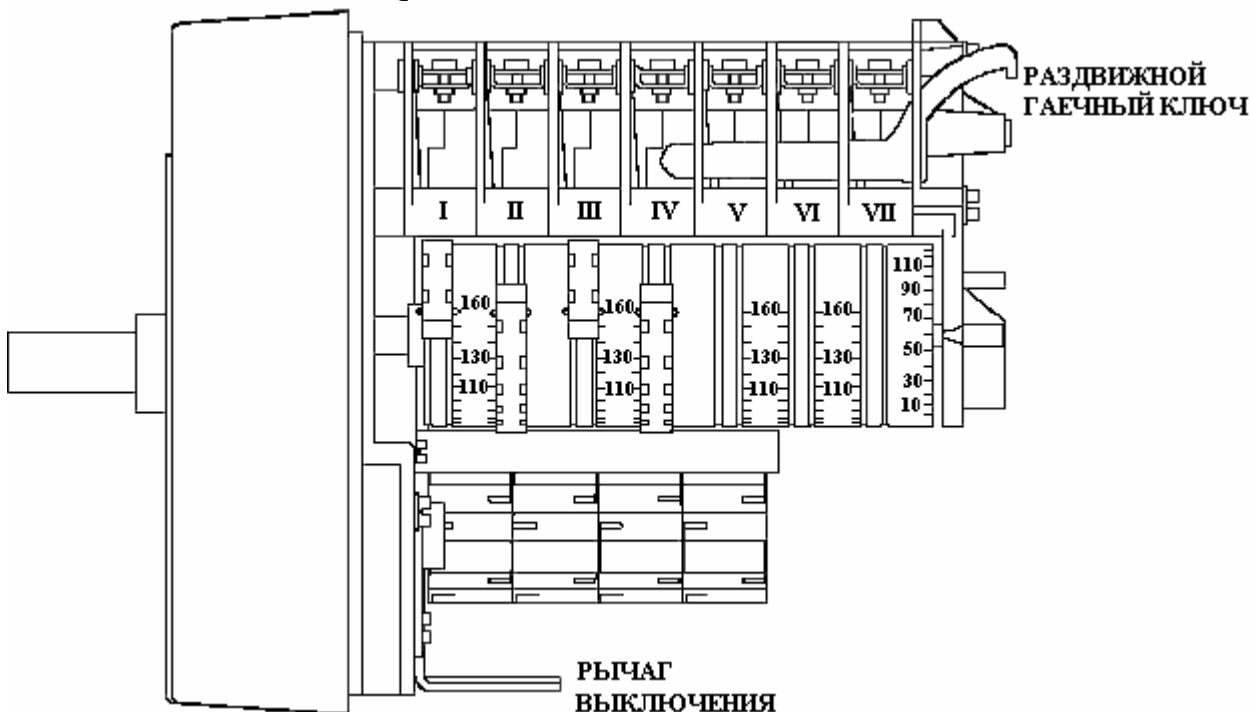 РАЗДВИЖНОЙ
ГАЕЧНЫЙ КЛЮЧ
I II III IV V VI VII
110
90
160 160 160 160 70
130 130 130 130 50
110 110 110 110 30
10
РЫЧАГ
ВЫКЛЮЧЕНИЯ